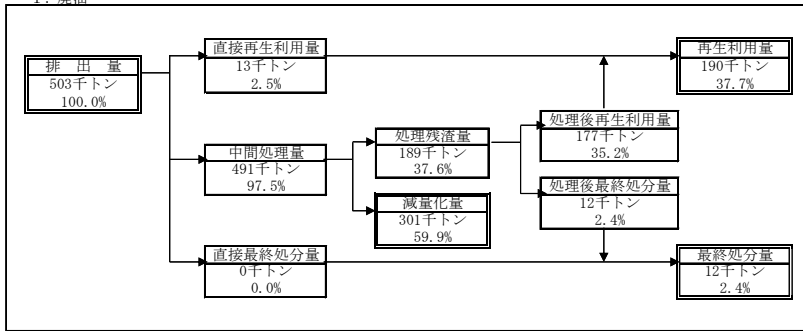 排出量
503千トン
100.0%
直接再生利用量
13千トン
2.5%
中間処理量
491千トン
97.5%
直接最終処分量
0千トン
0.0%
処理残渣量
189千トン
37.6%
減量化量
301千トン
59.9%
処理後再生利用量
177千トン
35.2%
処理後最終処分量
12千トン
2.4%
再生利用量
190千トン
37.7%
最終処分量
12千トン
2.4%